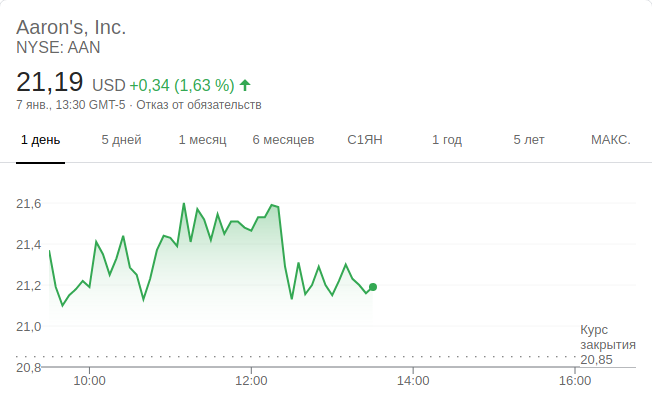 Aaron's, Inc.
NYSE: AAN
21,19 USD +0,34 (1,63 %)
7 янв., 13:30 GMT-5 · Отказ от обязательств
1 день 5 дней 1 месяц 6 месяцев С1ЯН 1 год 5 лет МАКС.
21,6
21,4
21,2
21,0
20,8
Курс
закрытия
20,85
10:00 12:00 14:00 16:00